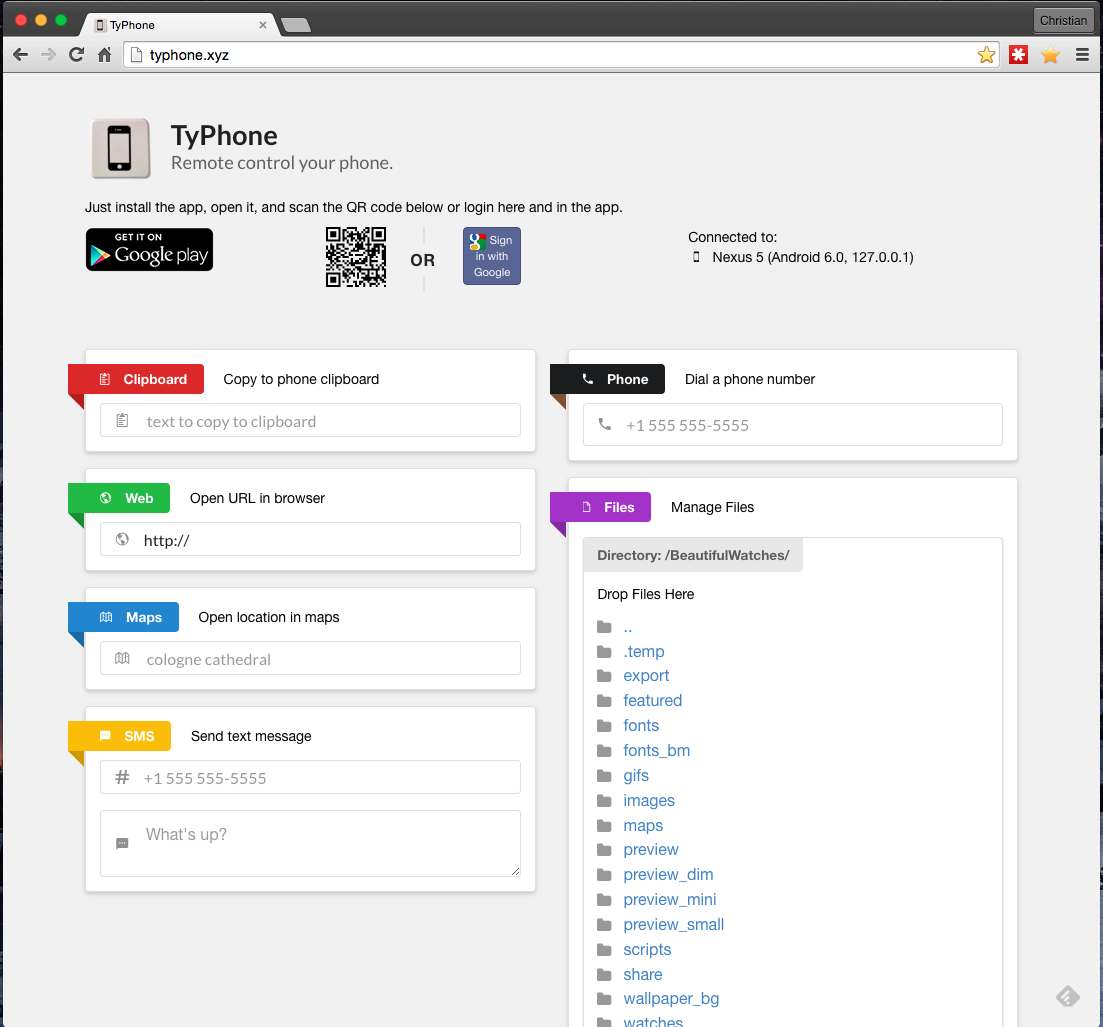 TyPhone
Christian
typhone.xyz
TyPhone
Remote control your phone.
Just install the app, open it, and scan the QR code below or login here and in the app.
GET IT ON
Google play
OR
Sign
in with
Google
Connected to:
Nexus 5 (Android 6.0, 127.0.0.1)
Clipboard Copy to phone clipboard
text to copy to clipboard
Web Open URL in browser
http://
Maps Open location in maps
cologne cathedral
SMS Send text message
# +1 555 555-5555
What's up?
Phone Dial a phone number
+1 555 555-5555
Files Manage Files
Directory: /BeautifulWatches/
Drop Files Here
..
.temp
export
featured
fonts
fonts_bm
gifs
images
maps
preview
preview_dim
preview_mini
preview_small
scripts
share
wallpaper_bg
watches